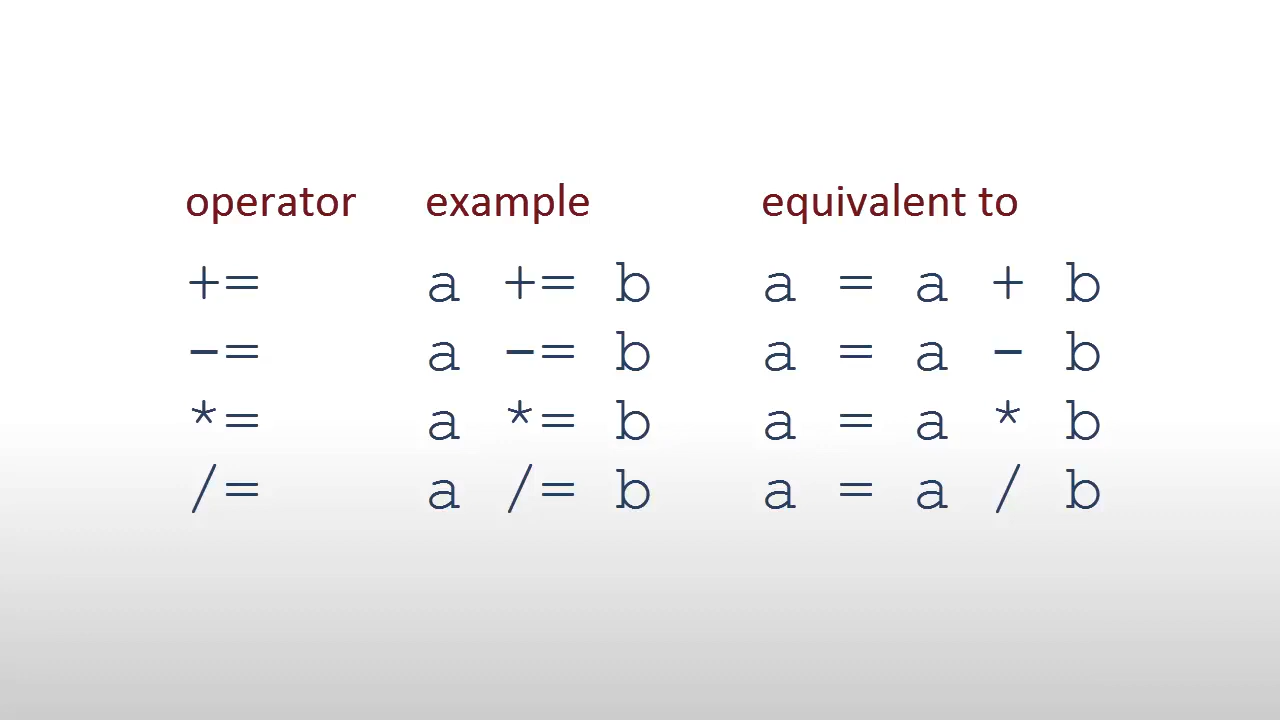 operator example equivalent to
+= a += b a = a + b
-= a -= b a = a - b
*= a *= b a = a * b
/= a /= b a = a / b